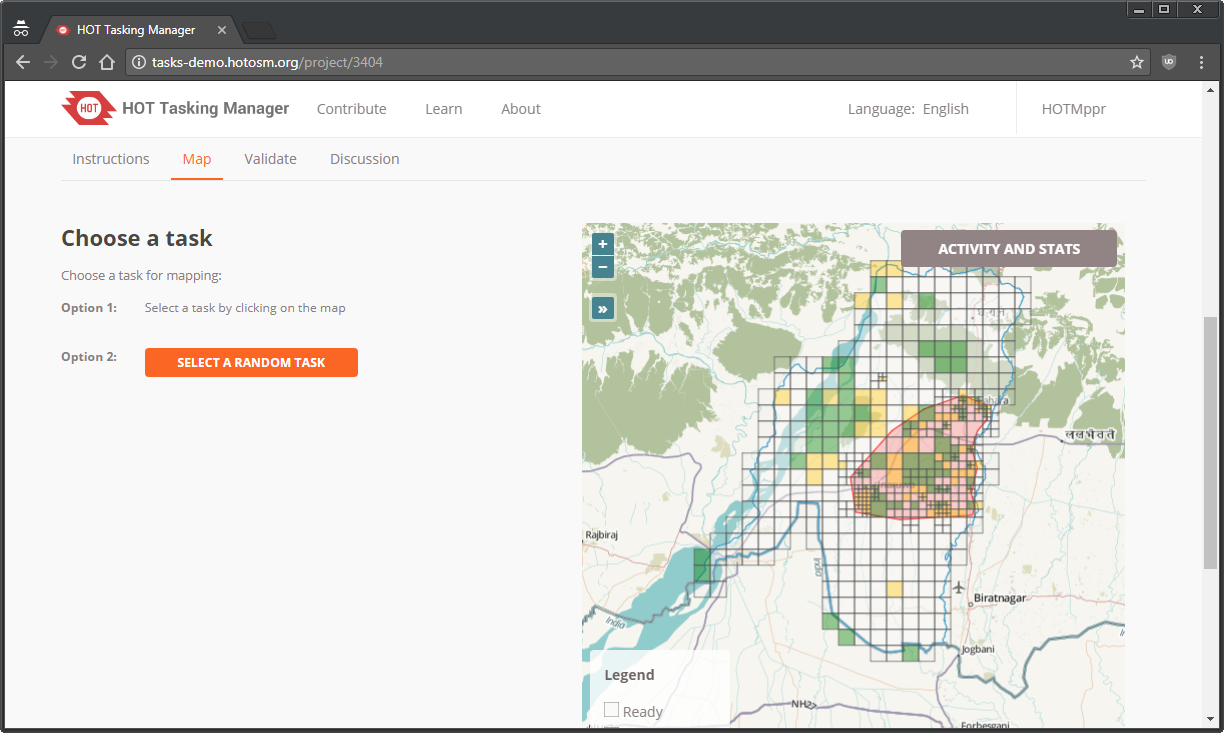 HOT Tasking Manager
tasks-demo.hotosm.org/project/3404
HOT
HOT Tasking Manager
Contribute
Learn
About
Language: English
HOTMppr
Instructions
Map
Validate
Discussion
Choose a task
Choose a task for mapping:
Option 1:
Select a task by clicking on the map
Option 2:
SELECT A RANDOM TASK
+
−
»
ACTIVITY AND STATS
Rajbiraj
India
India
Biratnagar
Jogbani
Forbesganj
Legend
Ready